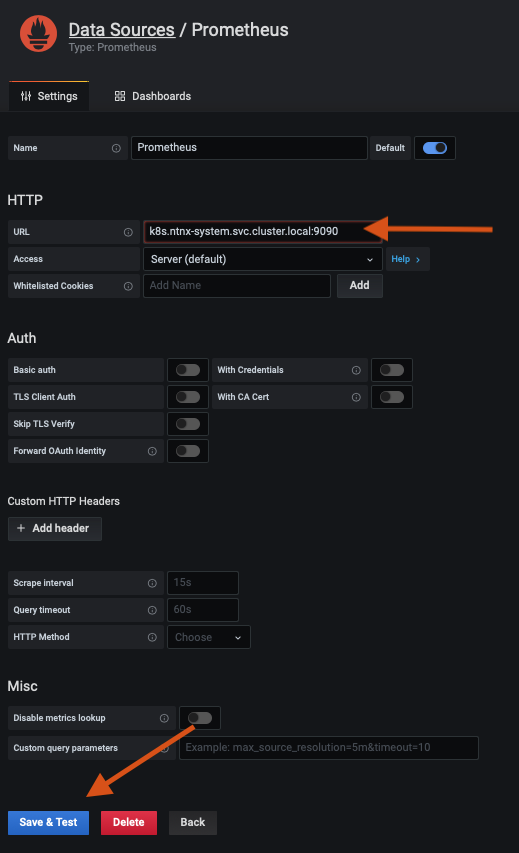 Data Sources / Prometheus
Type: Prometheus
Settings Dashboards
Name Prometheus Default
HTTP
URL k8s.ntnx-system.svc.cluster.local:9090
Access Server (default) Help >
Whitelisted Cookies Add Name Add
Auth
Basic auth With Credentials
TLS Client Auth With CA Cert
Skip TLS Verify
Forward OAuth Identity
Custom HTTP Headers
+ Add header
Scrape interval 15s
Query timeout 60s
HTTP Method Choose
Misc
Disable metrics lookup
Custom query parameters Example: max_source_resolution=5m&timeout=10
Save & Test Delete Back